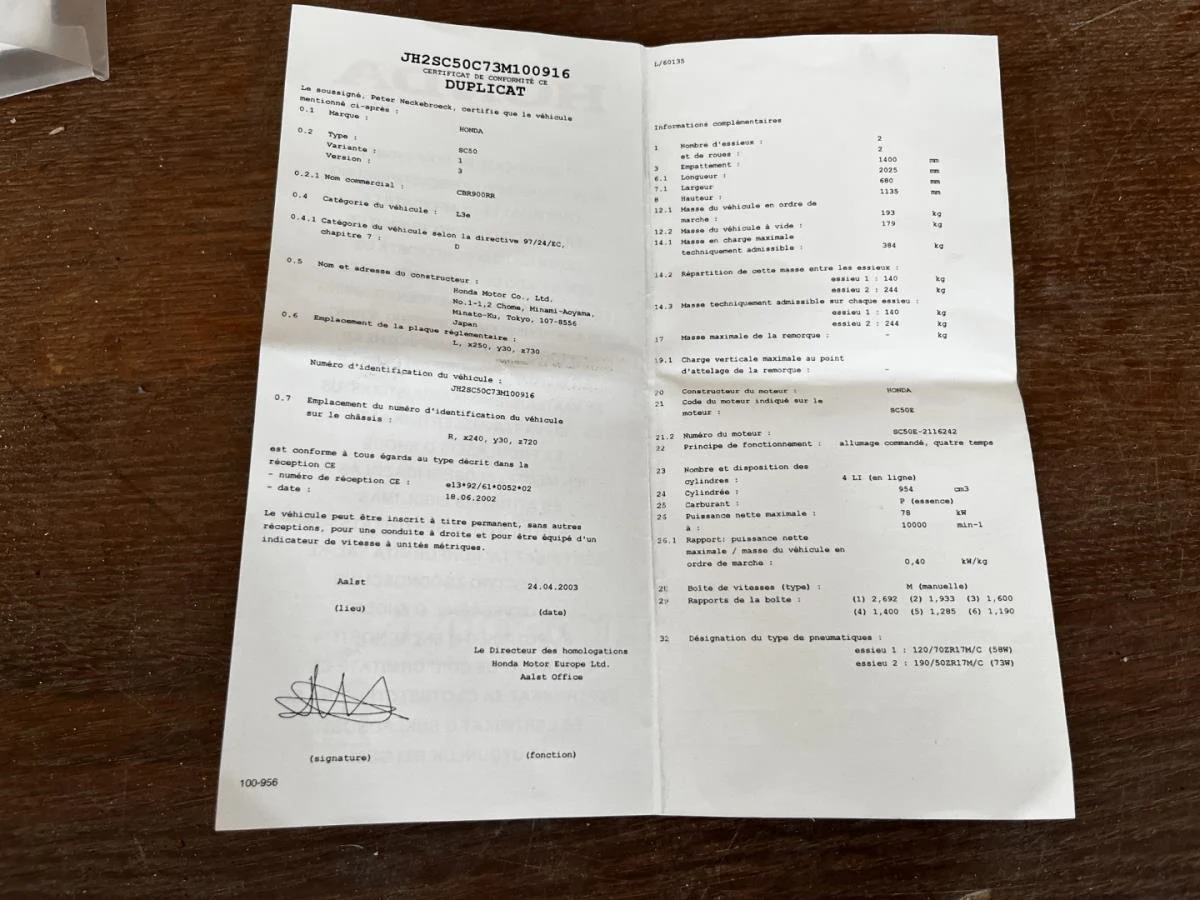 JH2SC50C73M100916
CERTIFICAT DE CONFORMITÉ CE
DUPLICAT
Le soussigné, Peter Neckebroeck, certifie que le véhicule
mentionné ci-après :
0.1 Marque :
HONDA
0.2 Type : SC50
Variante : 1
Version : 3
0.2.1 Nom commercial : CBR900RR
0.4 Catégorie du véhicule : L3e
0.4.1 Catégorie du véhicule selon la directive 97/24/EC,
chapitre 7 : D
0.5 Nom et adresse du constructeur :
Honda Motor Co., Ltd.
No.1-1,2 Chome, Minami-Aoyama,
Minato-Ku, Tokyo, 107-8556
Japan
0.6 Emplacement de la plaque réglementaire :
L, x250, y30, z730
Numéro d'identification du véhicule :
JH2SC50C73M100916
0.7 Emplacement du numéro d'identification du véhicule
sur le châssis :
R, x240, y30, z720
est conforme à tous égards au type décrit dans la
réception CE
- numéro de réception CE : e13*92/61*0052*02
- date : 18.06.2002
Le véhicule peut être inscrit à titre permanent, sans autres
réceptions, pour une conduite à droite et pour être équipé d'un
indicateur de vitesse à unités métriques.
Aalst 24.04.2003
(lieu) (date)
Le Directeur des homologations
Honda Motor Europe Ltd.
Aalst Office
(signature) (fonction)
100-956
L/60135
Informations complémentaires
1 Nombre d'essieux : 2
et de roues : 2
3 Empattement : 1400 mm
6.1 Longueur : 2025 mm
7.1 Largeur 680 mm
8 Hauteur : 1135 mm
12.1 Masse du véhicule en ordre de
marche : 193 kg
12.2 Masse du véhicule à vide : 179 kg
14.1 Masse en charge maximale
techniquement admissible : 384 kg
14.2 Répartition de cette masse entre les essieux :
essieu 1 : 140 kg
essieu 2 : 244 kg
14.3 Masse techniquement admissible sur chaque essieu :
essieu 1 : 140 kg
essieu 2 : 244 kg
17 Masse maximale de la remorque : - kg
19.1 Charge verticale maximale au point
d'attelage de la remorque : -
20 Constructeur du moteur : HONDA
21 Code du moteur indiqué sur le
moteur : SC50E
21.2 Numéro du moteur : SC50E-2116242
22 Principe de fonctionnement : allumage commandé, quatre temps
23 Nombre et disposition des
cylindres : 4 LI (en ligne)
24 Cylindrée : 954 cm3
25 Carburant : P (essence)
26 Puissance nette maximale : 78 kW
à : 10000 min-1
26.1 Rapport: puissance nette
maximale / masse du véhicule en
ordre de marche : 0,40 kW/kg
28 Boîte de vitesses (type) : M (manuelle)
29 Rapports de la boîte : (1) 2,692 (2) 1,933 (3) 1,600
(4) 1,400 (5) 1,285 (6) 1,190
32 Désignation du type de pneumatiques :
essieu 1 : 120/70ZR17M/C (58W)
essieu 2 : 190/50ZR17M/C (73W)